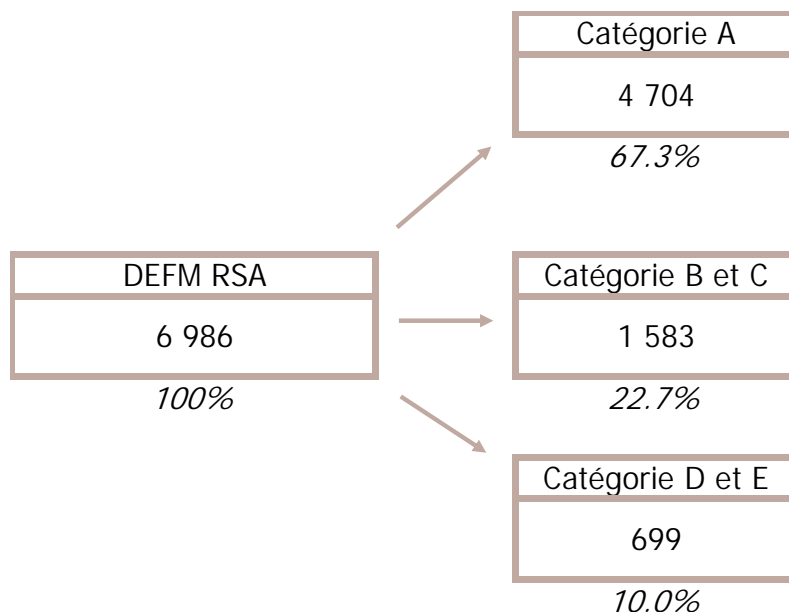 Catégorie A
4 704
67.3%
DEFM RSA
6 986
100%
Catégorie B et C
1 583
22.7%
Catégorie D et E
699
10.0%